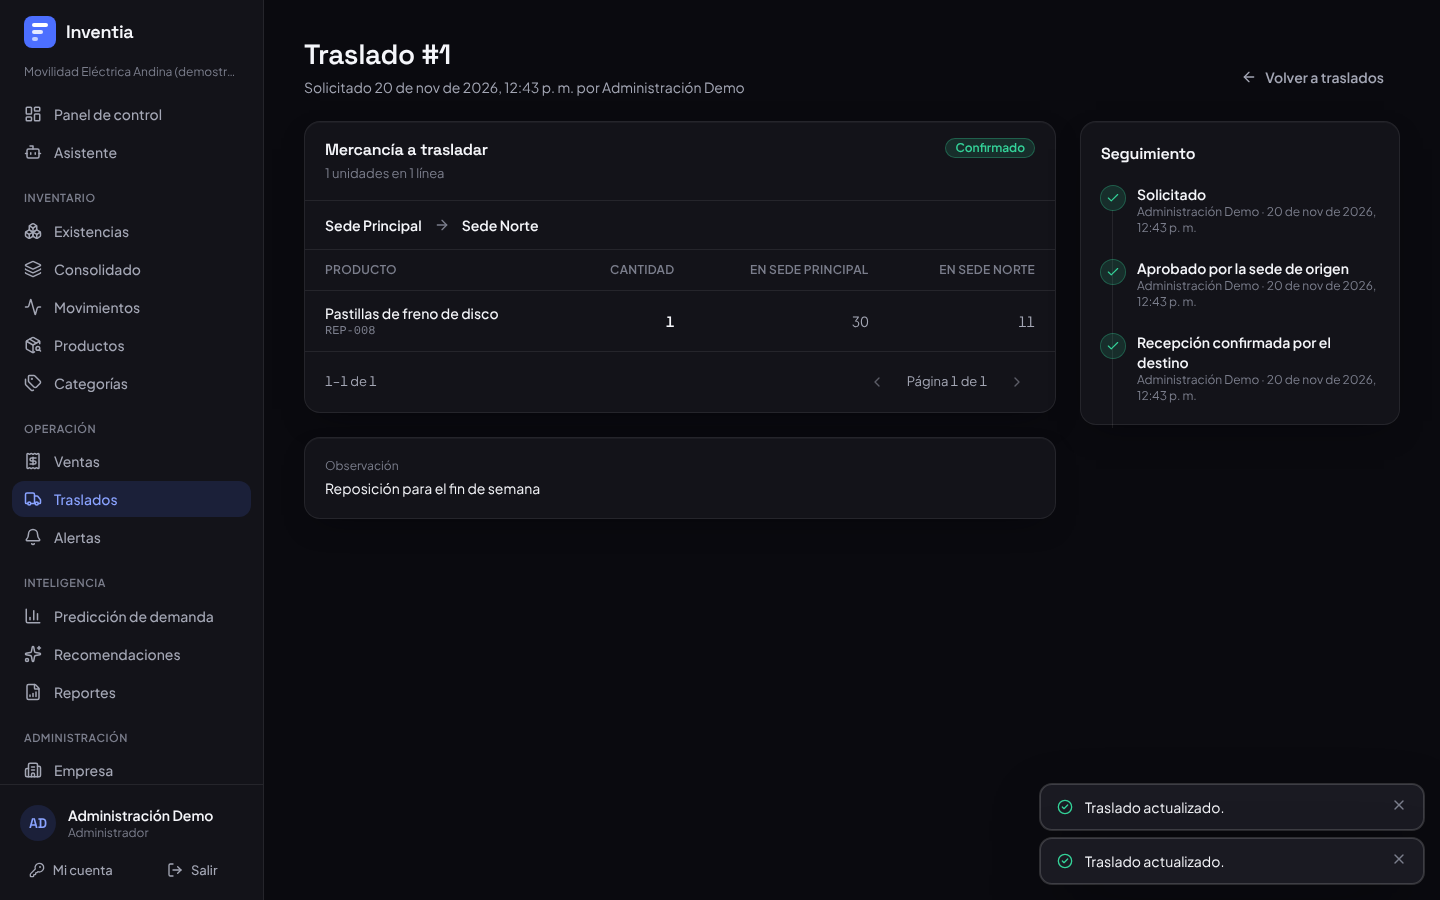 Inventia
Movilidad Eléctrica Andina (demostr...
Panel de control
Asistente
INVENTARIO
Existencias
Consolidado
Movimientos
Productos
Categorías
OPERACIÓN
Ventas
Traslados
Alertas
INTELIGENCIA
Predicción de demanda
Recomendaciones
Reportes
ADMINISTRACIÓN
Empresa
AD
Administración Demo
Administrador
Mi cuenta
Salir
Traslado #1
Solicitado 20 de nov de 2026, 12:43 p. m. por Administración Demo
Volver a traslados
Mercancía a trasladar
Confirmado
1 unidades en 1 línea
Sede Principal → Sede Norte
PRODUCTO CANTIDAD EN SEDE PRINCIPAL EN SEDE NORTE
Pastillas de freno de disco 1 30 11
REP-008
1–1 de 1
Página 1 de 1
Observación
Reposición para el fin de semana
Seguimiento
Solicitado
Administración Demo · 20 de nov de 2026,
12:43 p. m.
Aprobado por la sede de origen
Administración Demo · 20 de nov de 2026,
12:43 p. m.
Recepción confirmada por el
destino
Administración Demo · 20 de nov de 2026,
12:43 p. m.
Traslado actualizado.
Traslado actualizado.